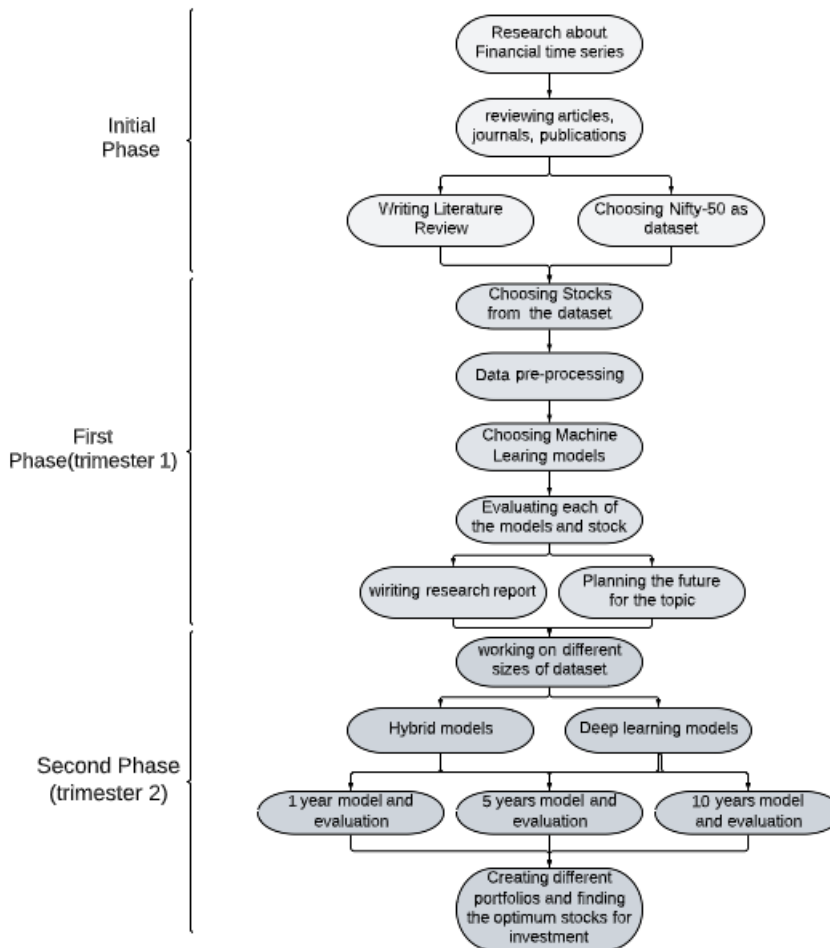 Research about
Financial time series
reviewing articles,
journals, publications
Initial
Phase
Writing Literature
Review
Choosing Nifty-50 as
dataset
Choosing Stocks
from the dataset
Data pre-processing
First
Phase(trimester 1)
Choosing Machine
Learing models
Evaluating each of
the models and stock
wiriting research report
Planning the future
for the topic
working on different
sizes of dataset
Hybrid models
Deep learning models
Second Phase
(trimester 2)
1 year model and
evaluation
5 years model and
evaluation
10 years model
and evaluation
Creating different
portfolios and finding
the optimum stocks for
investment